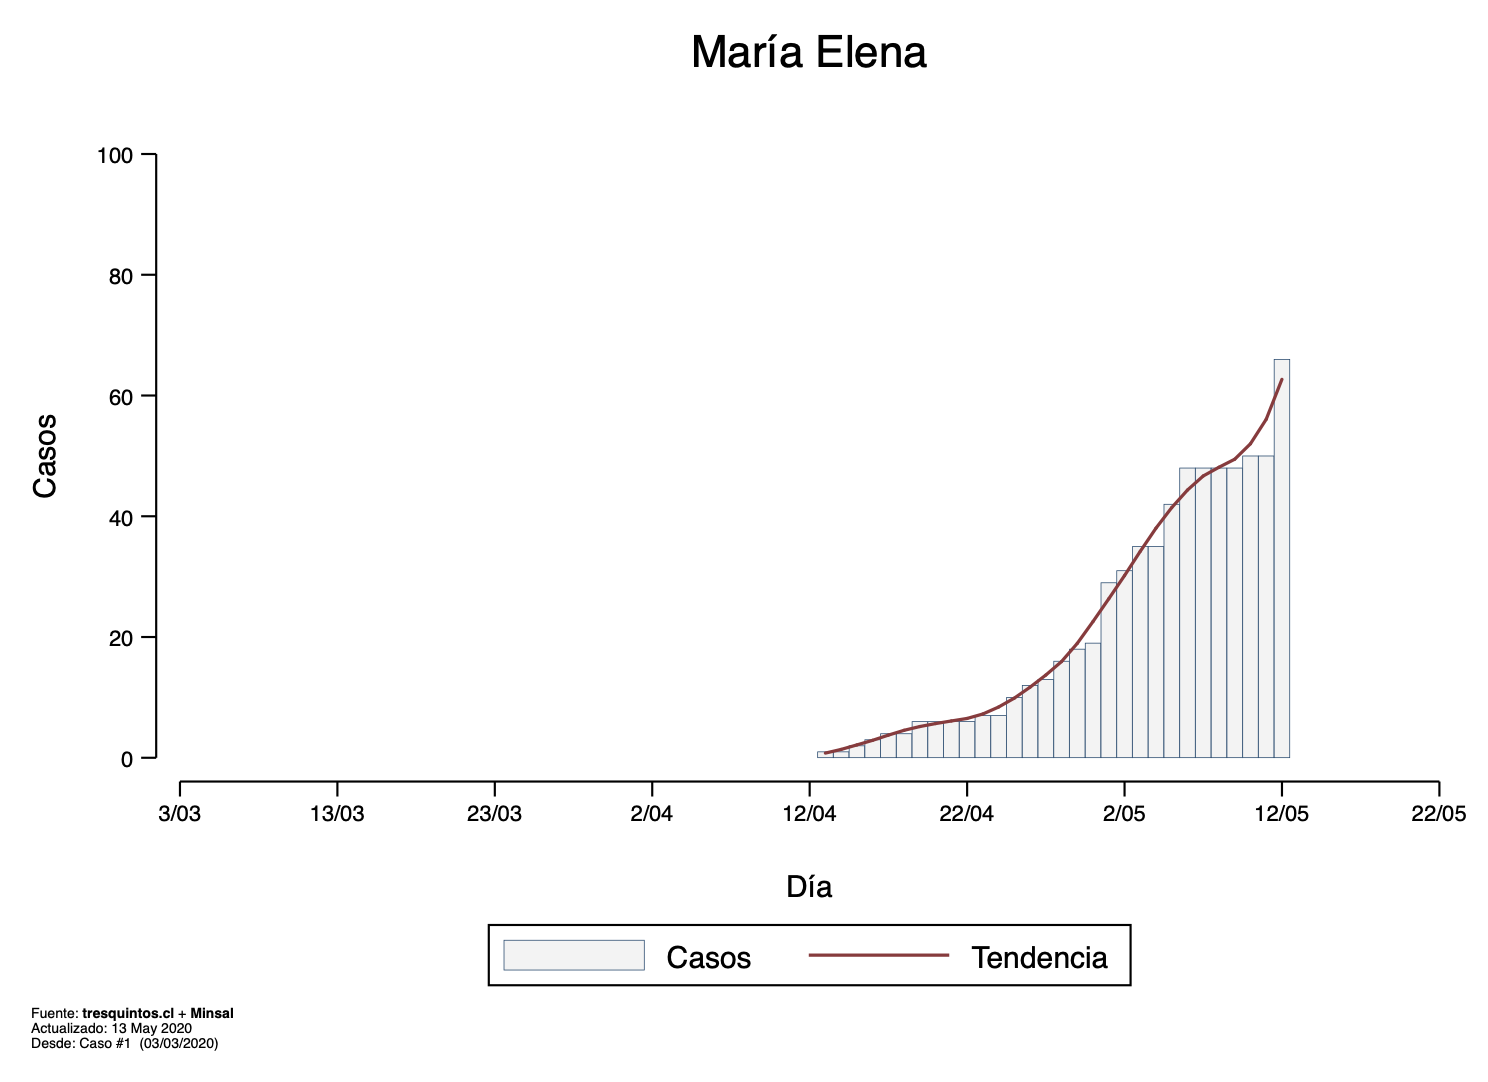 María Elena
100
80
60
40
20
0
Casos
3/03 13/03 23/03 2/04 12/04 22/04 2/05 12/05 22/05
Día
Casos Tendencia
Fuente: tresquintos.cl + Minsal
Actualizado: 13 May 2020
Desde: Caso #1 (03/03/2020)